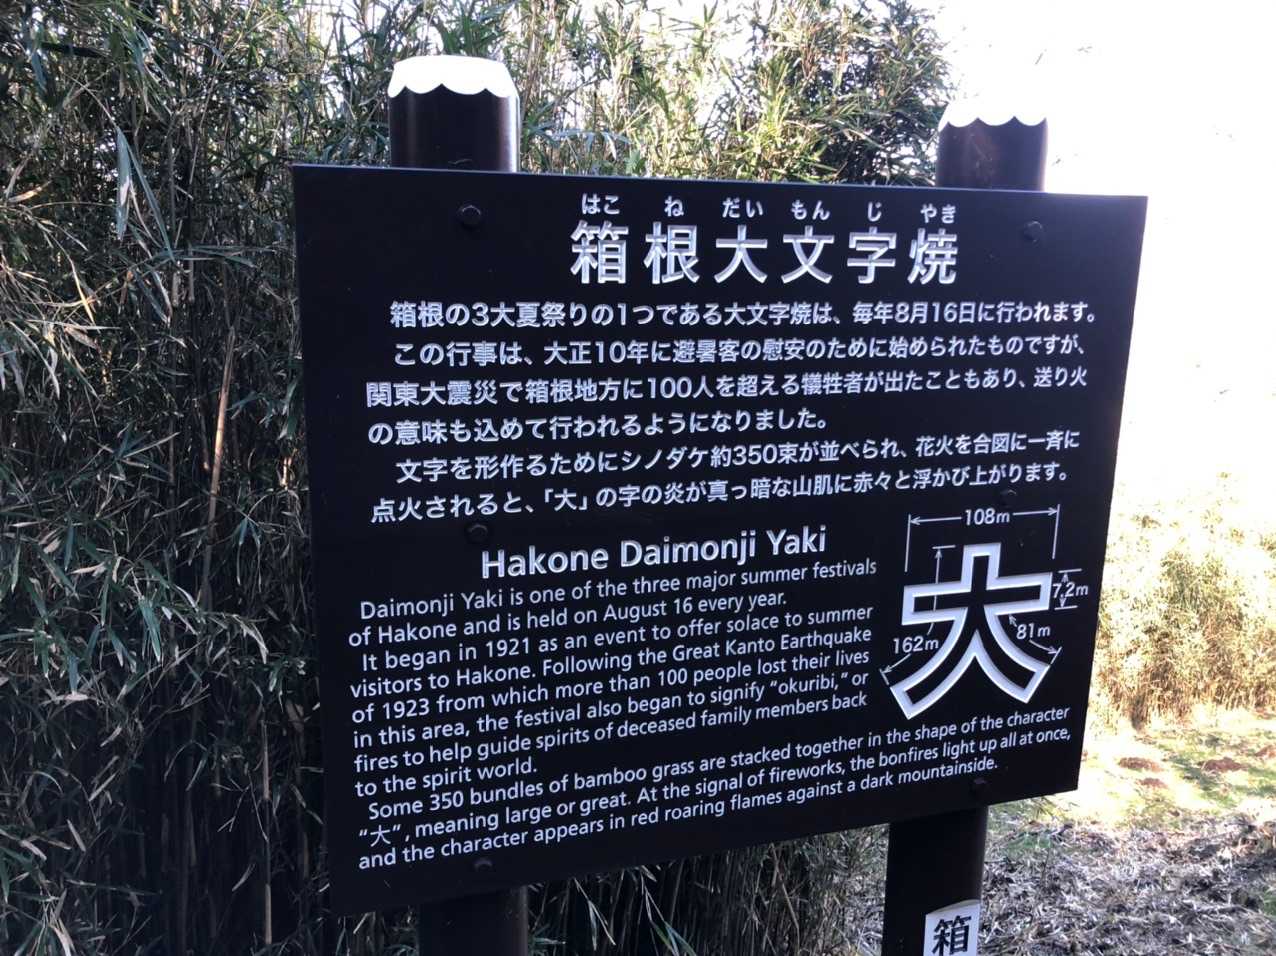 はこ ね だい もん じ やき
箱根大文字焼
箱根の3大夏祭りの1つである大文字焼は、毎年8月16日に行われます。
この行事は、大正10年に避暑客の慰安のために始められたものですが、
関東大震災で箱根地方に100人を超える犠牲者が出たこともあり、送り火
の意味も込めて行われるようになりました。
文字を形作るためにシノダケ約350束が並べられ、花火を合図に一斉に
点火されると、「大」の字の炎が真っ暗な山肌に赤々と浮かび上がります。
Hakone Daimonji Yaki
Daimonji Yaki is one of the three major summer festivals
of Hakone and is held on August 16 every year.
It began in 1921 as an event to offer solace to summer
visitors to Hakone. Following the Great Kanto Earthquake
of 1923 from which more than 100 people lost their lives
in this area, the festival also began to signify "okuribi," or
fires to help guide spirits of deceased family members back
to the spirit world.
Some 350 bundles of bamboo grass are stacked together in the shape of the character
"大", meaning large or great. At the signal of fireworks, the bonfires light up all at once,
and the character appears in red roaring flames against a dark mountainside.
108m
大
7.2m
162m
81m
箱